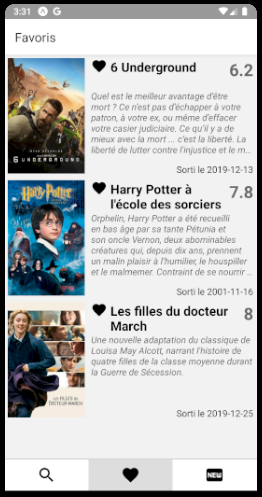 3:31
Favoris
6 Underground
6.2
Quel est le meilleur avantage d'être
mort ? Ce n'est pas d'échapper à votre
patron, à votre ex, ou même d'effacer
votre casier judiciaire. Ce qu'il y a de
mieux avec la mort ... c'est la liberté. La
liberté de lutter contre l'injustice et le m...
Sorti le 2019-12-13
6 UNDERGROUND
Harry Potter à
l'école des sorciers
7.8
Orphelin, Harry Potter a été recueilli
en bas âge par sa tante Pétunia et
son oncle Vernon, deux abominables
créatures qui, depuis dix ans, prennent
un malin plaisir à l'humilier, le houspiller
et le malmener. Contraint de se nourrir ...
Sorti le 2001-11-16
Harry Potter
Les filles du docteur
March
8
Une nouvelle adaptation du classique de
Louisa May Alcott, narrant l'histoire de
quatre filles de la classe moyenne durant
la Guerre de Sécession.
Sorti le 2019-12-25
LES FILLES DU
DOCTEUR MARCH
NEW